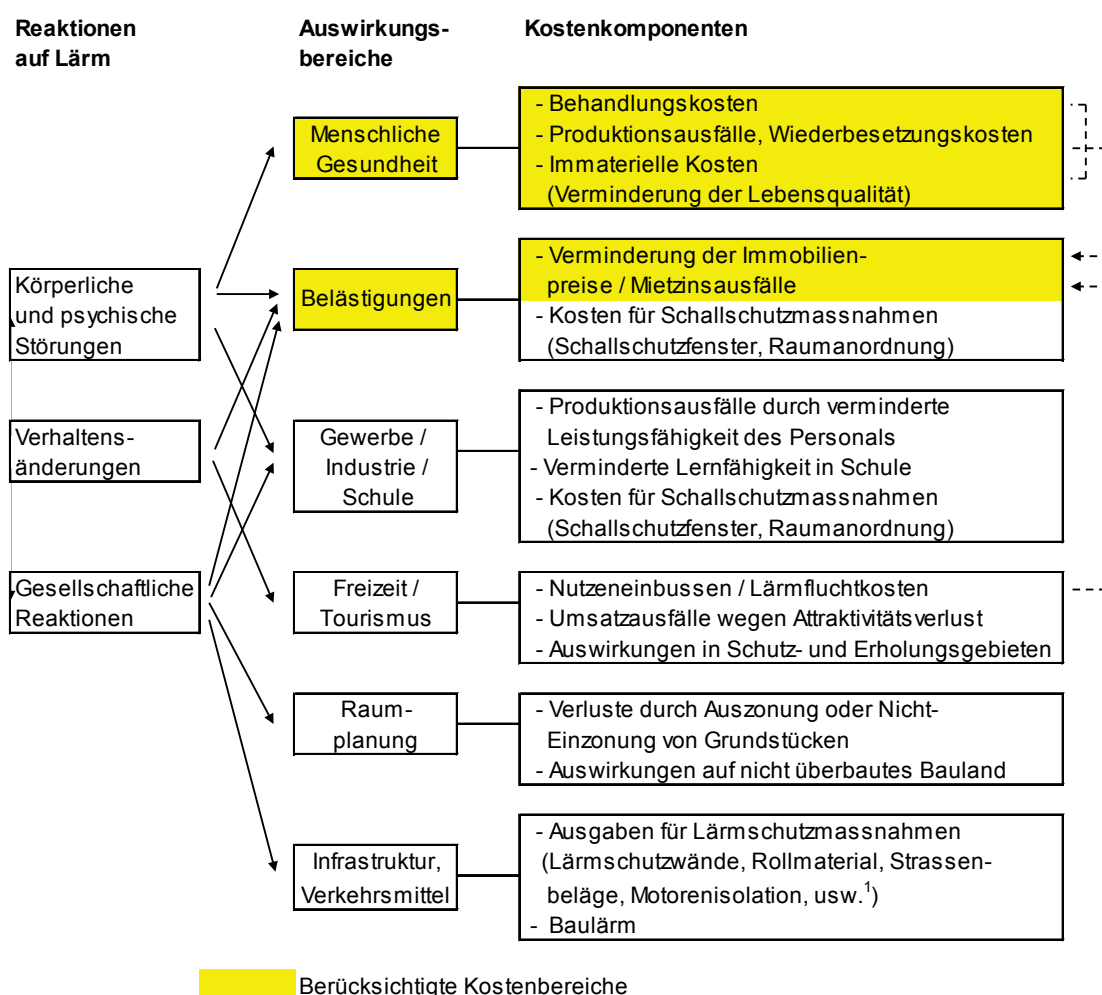 Reaktionen
auf Lärm
Auswirkungs-
bereiche
Kostenkomponenten
Körperliche
und psychische
Störungen
Verhaltens-
änderungen
Gesellschaftliche
Reaktionen
Menschliche
Gesundheit
- Behandlungskosten
- Produktionsausfälle, Wiederbesetzungskosten
- Immaterielle Kosten
(Verminderung der Lebensqualität)
Belästigungen
- Verminderung der Immobilien-
preise / Mietzinsausfälle
- Kosten für Schallschutzmassnahmen
(Schallschutzfenster, Raumanordnung)
Gewerbe /
Industrie /
Schule
- Produktionsausfälle durch verminderte
Leistungsfähigkeit des Personals
- Verminderte Lernfähigkeit in Schule
- Kosten für Schallschutzmassnahmen
(Schallschutzfenster, Raumanordnung)
Freizeit /
Tourismus
- Nutzeneinbussen / Lärmfluchtkosten
- Umsatzausfälle wegen Attraktivitätsverlust
- Auswirkungen in Schutz- und Erholungsgebieten
Raum-
planung
- Verluste durch Auszonung oder Nicht-
Einzonung von Grundstücken
- Auswirkungen auf nicht überbautes Bauland
Infrastruktur,
Verkehrsmittel
- Ausgaben für Lärmschutzmassnahmen
(Lärmschutzwände, Rollmaterial, Strassen-
beläge, Motorenisolation, usw.¹)
- Baulärm
Berücksichtigte Kostenbereiche